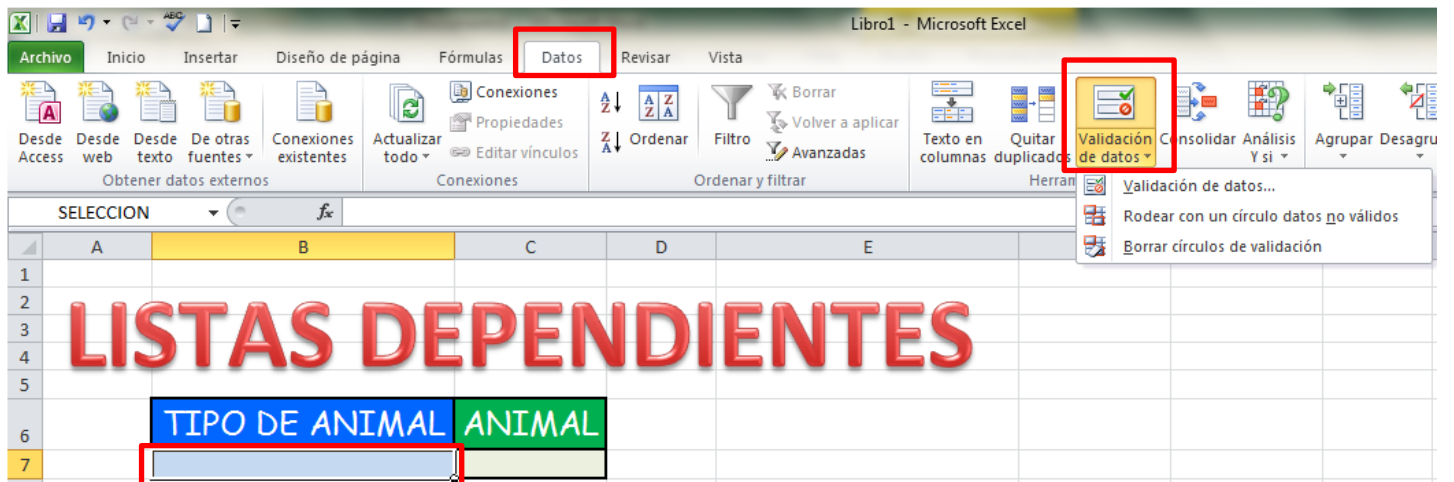 Libro1 - Microsoft Excel
Archivo Inicio Insertar Diseño de página Fórmulas Datos Revisar Vista
Desde Access
Desde web
Desde texto
De otras fuentes
Conexiones existentes
Actualizar todo
Conexiones
Propiedades
Editar vínculos
Ordenar
Filtro
Borrar
Volver a aplicar
Avanzadas
Texto en columnas
Quitar duplicados
Validación de datos
Consolidar
Análisis Y si
Agrupar
Desagru
Obtener datos externos
Conexiones
Ordenar y filtrar
Herram
Validación de datos...
Rodear con un círculo datos no válidos
Borrar círculos de validación
SELECCION fx
A B C D E
1
2
3
4
5
6
7
LISTAS DEPENDIENTES
TIPO DE ANIMAL ANIMAL